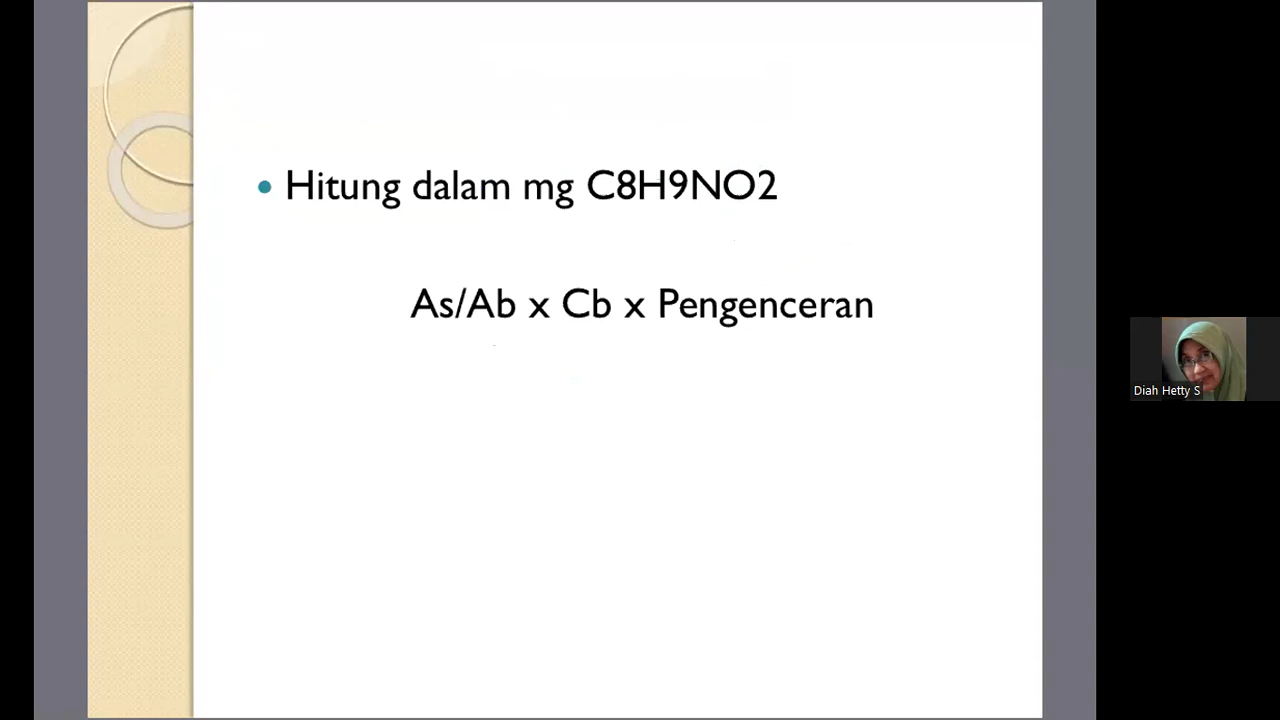 Hitung dalam mg C8H9NO2
As/Ab x Cb x Pengenceran
Diah Hetty S